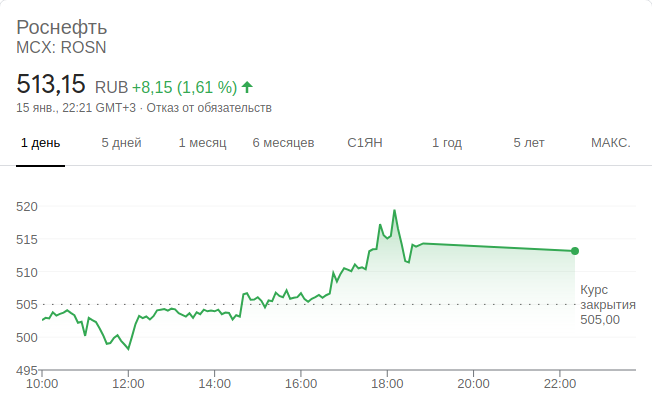 Роснефть
MCX: ROSN
513,15 RUB +8,15 (1,61 %)
15 янв., 22:21 GMT+3 · Отказ от обязательств
1 день 5 дней 1 месяц 6 месяцев С1ЯН 1 год 5 лет МАКС.
520
515
510
505
500
495
Курс
закрытия
505,00
10:00 12:00 14:00 16:00 18:00 20:00 22:00